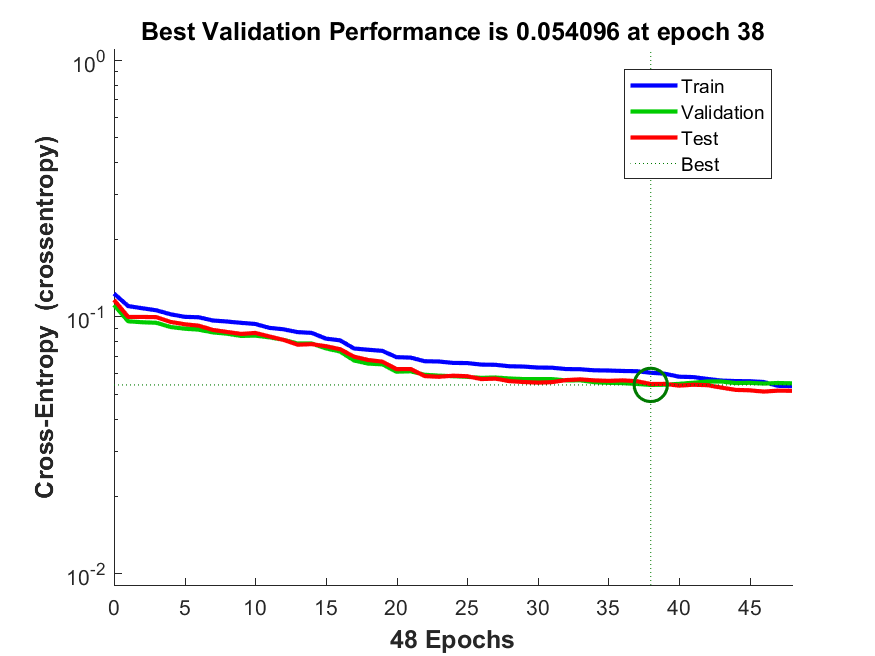 Best Validation Performance is 0.054096 at epoch 38
Cross-Entropy (crossentropy)
10^0
10^-1
10^-2
Train
Validation
Test
Best
0 5 10 15 20 25 30 35 40 45
48 Epochs